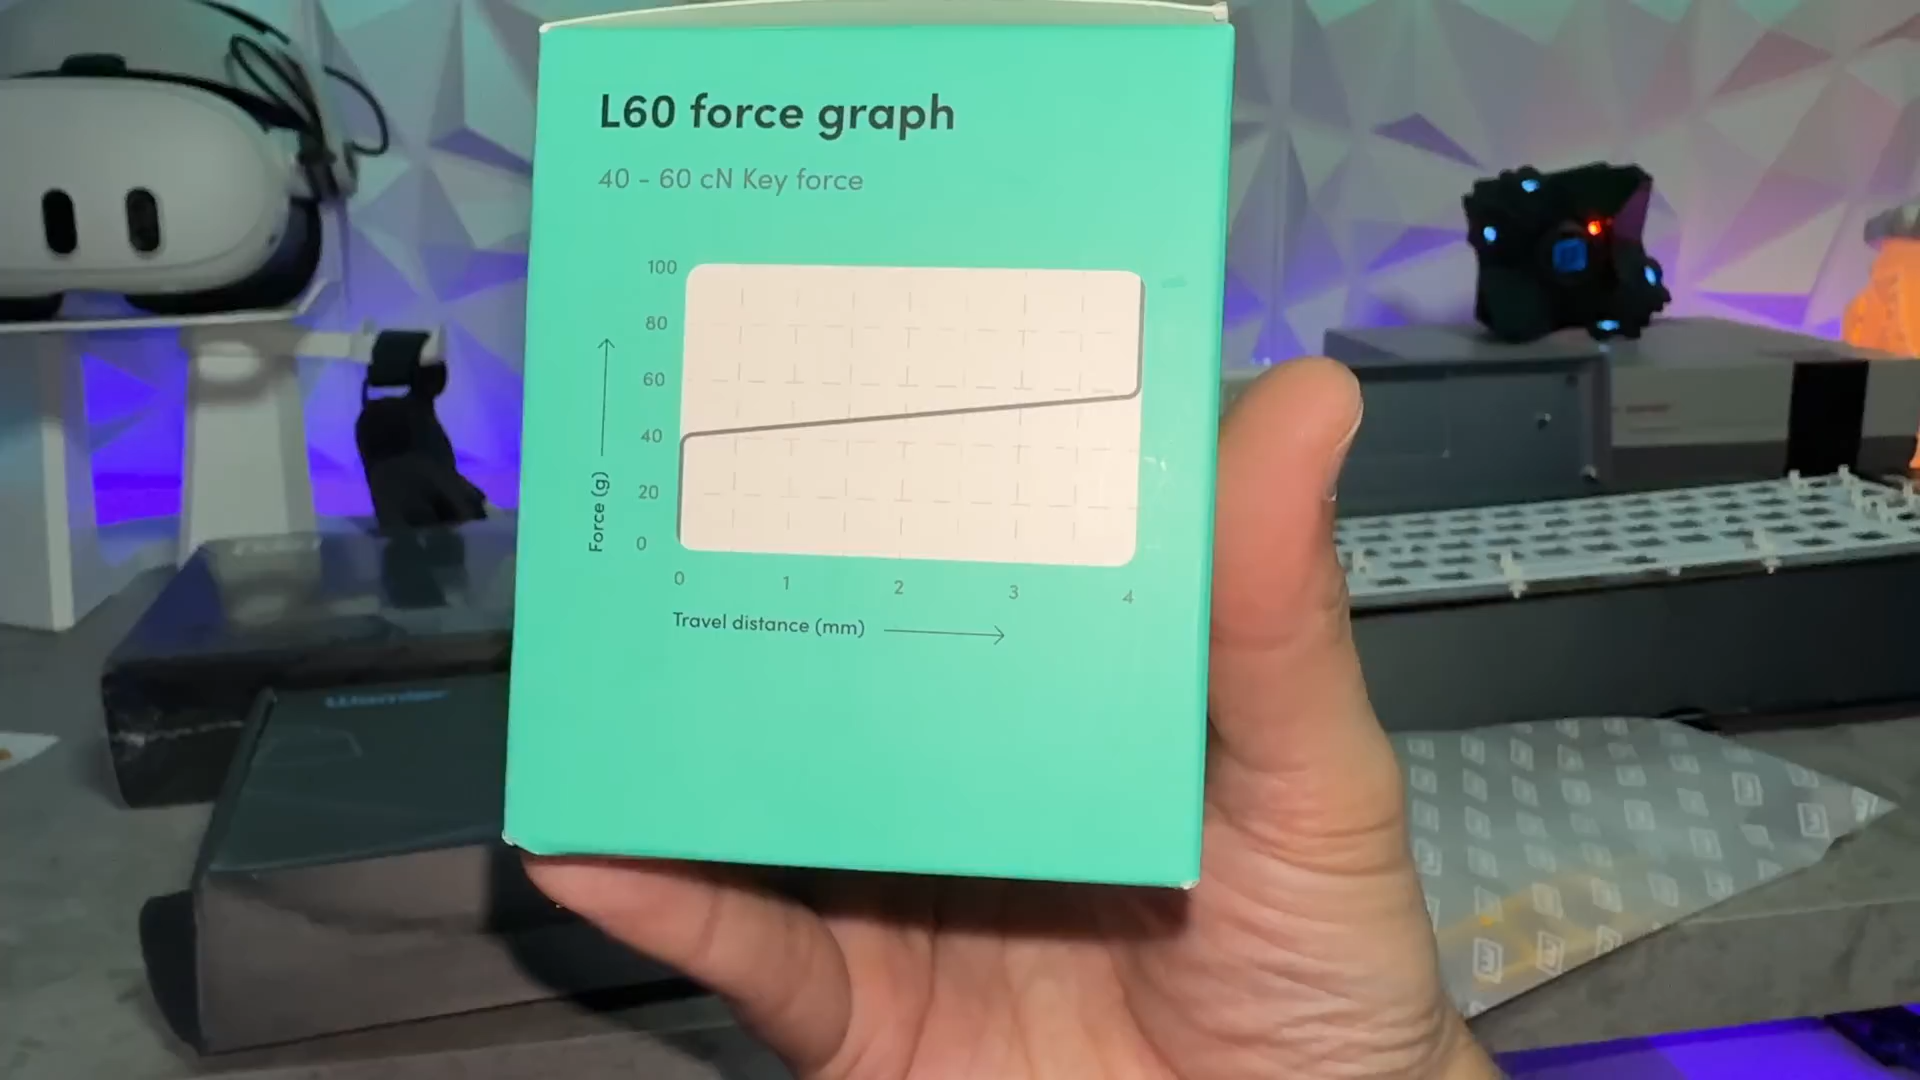 L60 force graph
40 - 60 cN Key force
100
80
60
40
20
0
Force (g)
0 1 2 3 4
Travel distance (mm)
Wooting